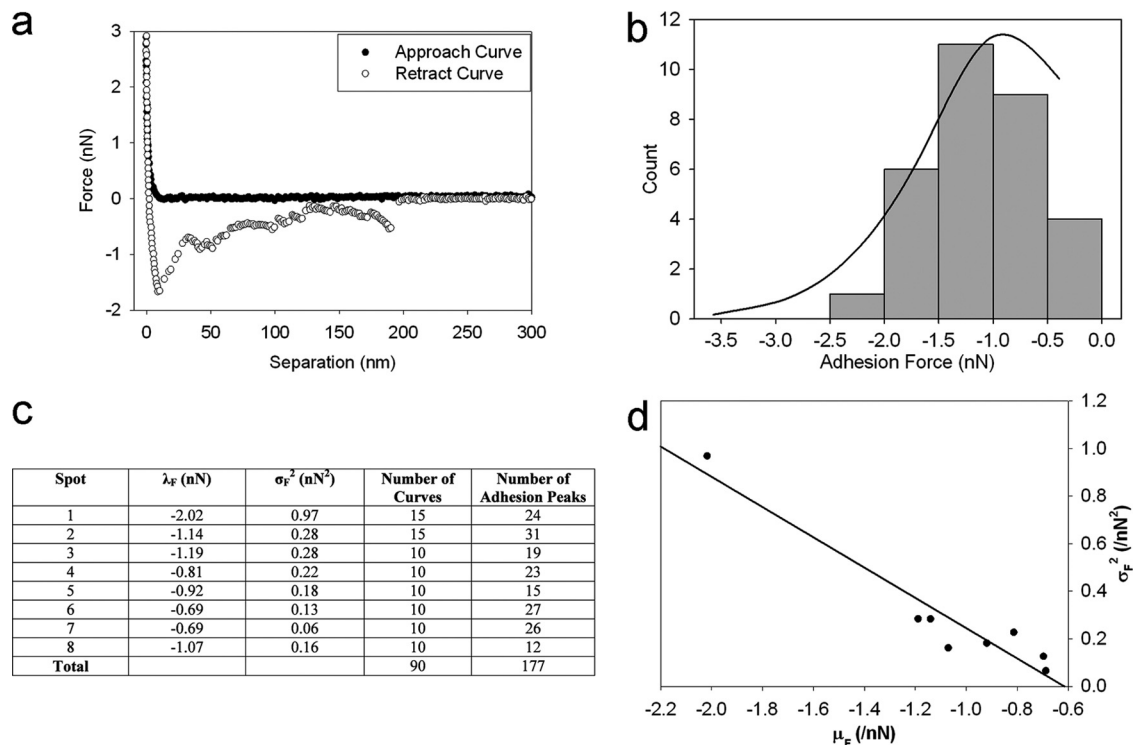 a
3
2
1
0
-1
-2
Force (nN)
Approach Curve
Retract Curve
0 50 100 150 200 250 300
Separation (nm)
b
12
10
8
6
4
2
0
Count
-3.5 -3.0 -2.5 -2.0 -1.5 -1.0 -0.5 0.0
Adhesion Force (nN)
c
Spot λF (nN) σF² (nN²) Number of Curves Number of Adhesion Peaks
1 -2.02 0.97 15 24
2 -1.14 0.28 15 31
3 -1.19 0.28 10 19
4 -0.81 0.22 10 23
5 -0.92 0.18 10 15
6 -0.69 0.13 10 27
7 -0.69 0.06 10 26
8 -1.07 0.16 10 12
Total 90 177
d
1.2
1.0
0.8
0.6
0.4
0.2
0.0
σF² (/nN²)
-2.2 -2.0 -1.8 -1.6 -1.4 -1.2 -1.0 -0.8 -0.6
μF (/nN)